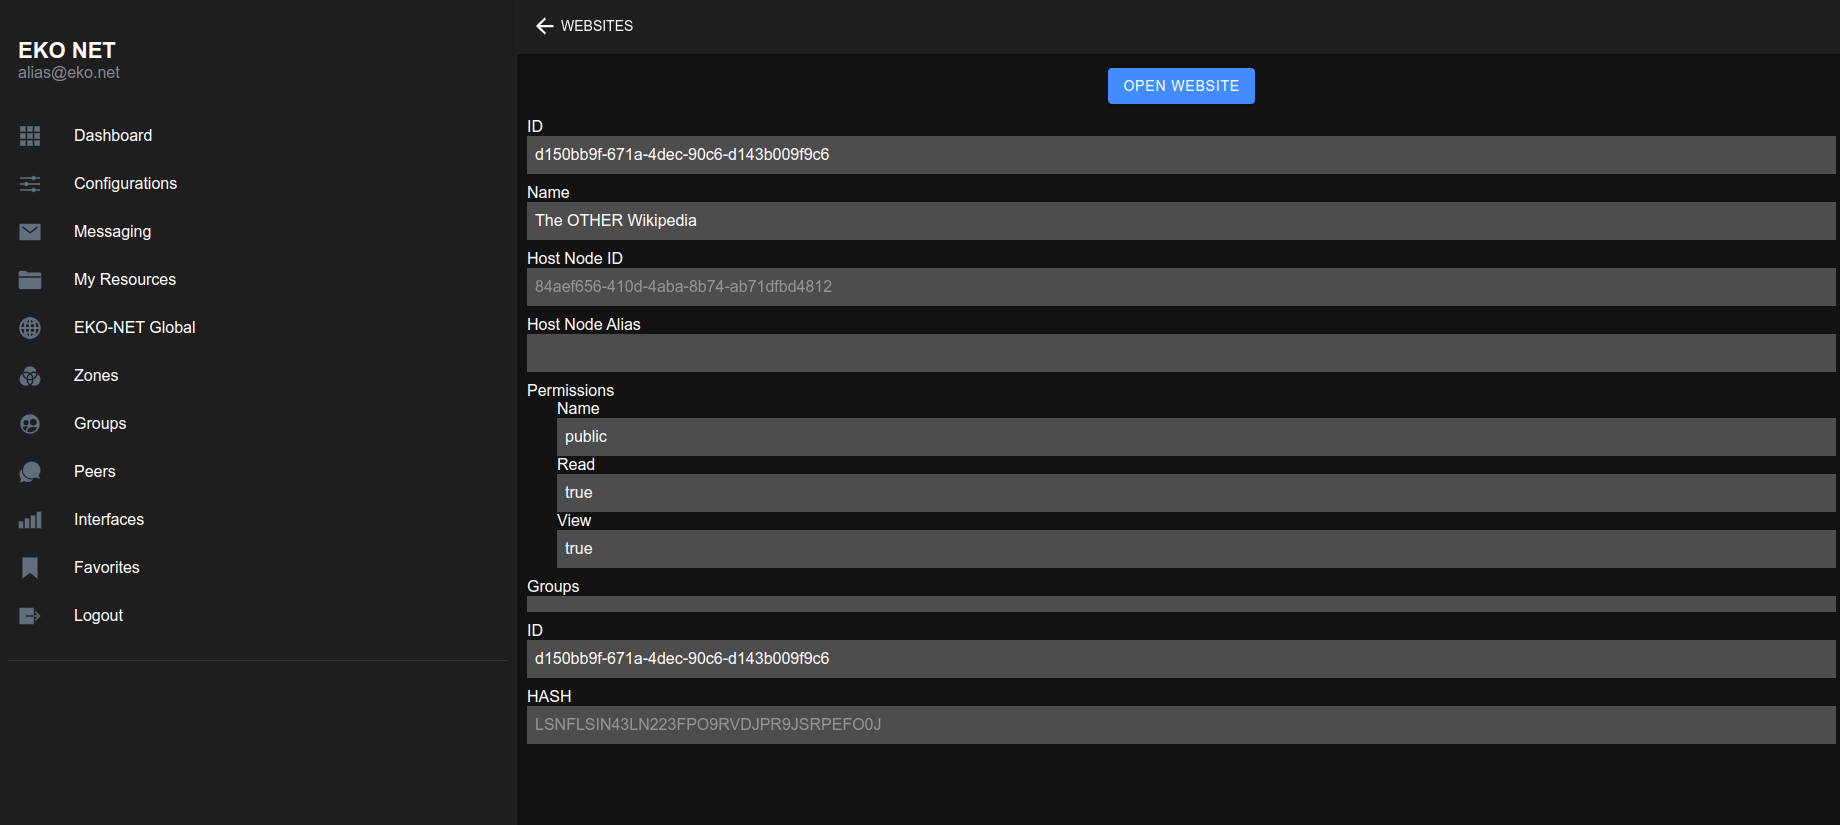 EKO NET
alias@eko.net
Dashboard
Configurations
Messaging
My Resources
EKO-NET Global
Zones
Groups
Peers
Interfaces
Favorites
Logout
WEBSITES
OPEN WEBSITE
ID
d150bb9f-671a-4dec-90c6-d143b009f9c6
Name
The OTHER Wikipedia
Host Node ID
84aef656-410d-4aba-8b74-ab71dfbd4812
Host Node Alias
Permissions
Name
public
Read
true
View
true
Groups
ID
d150bb9f-671a-4dec-90c6-d143b009f9c6
HASH
LSNFLSIN43LN223FPO9RVDJPR9JSRPEFO0J